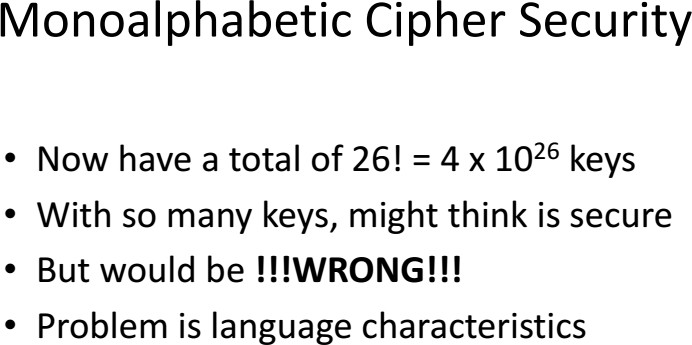 Monoalphabetic Cipher Security
• Now have a total of 26! = 4 x 10²⁶ keys
• With so many keys, might think is secure
• But would be !!!WRONG!!!
• Problem is language characteristics